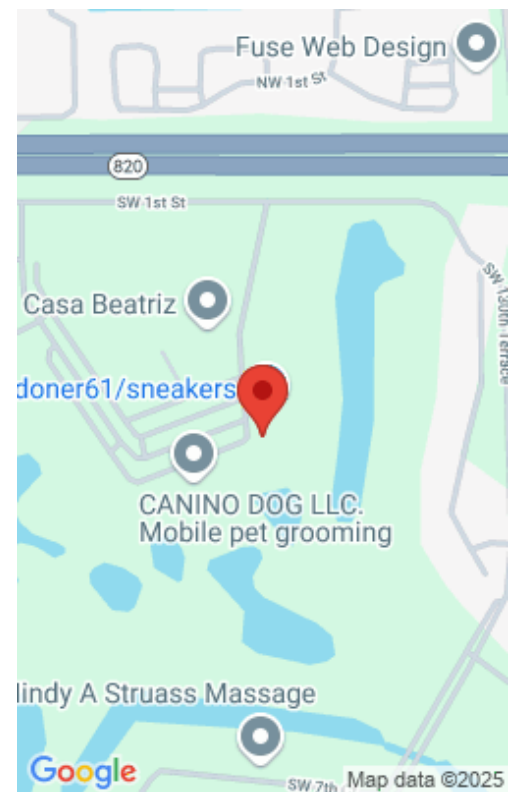 Fuse Web Design
NW 1st St
820
SW 1st St
SW 130th Terrace
Casa Beatriz
doner61/sneakers
CANINO DOG LLC.
Mobile pet grooming
lindy A Struass Massage
Google
SW 7th
Map data ©2025